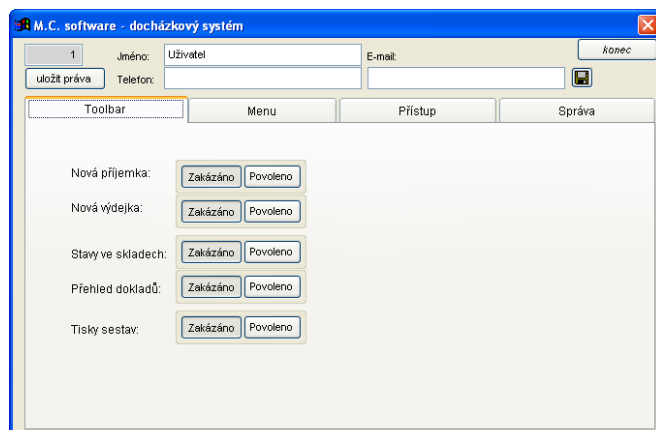 M.C. software - docházkový systém
1 Jméno: Uživatel E-mail: konec
uložit práva Telefon:
Toolbar Menu Přístup Správa
Nová příjemka: Zakázáno Povoleno
Nová výdejka: Zakázáno Povoleno
Stavy ve skladech: Zakázáno Povoleno
Přehled dokladů: Zakázáno Povoleno
Tisky sestav: Zakázáno Povoleno